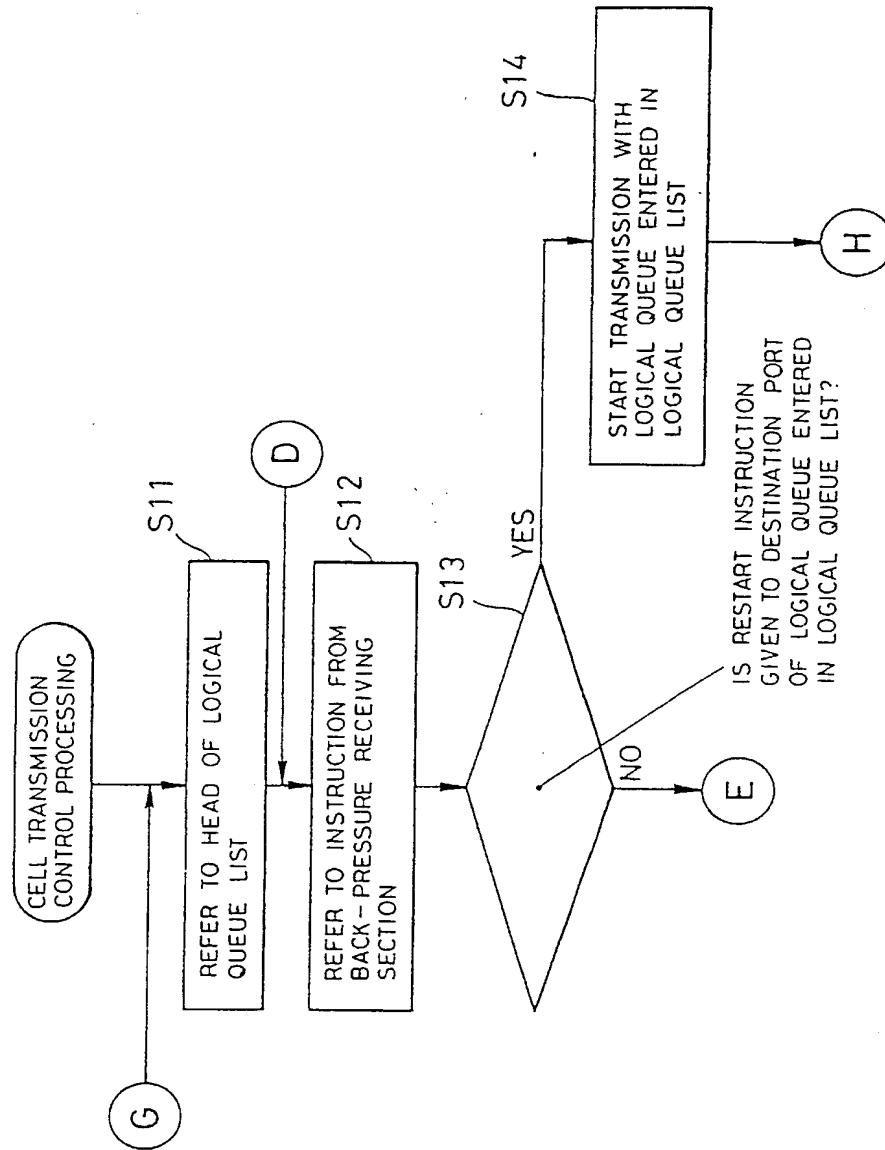 CELL TRANSMISSION
CONTROL PROCESSING
G
S11
REFER TO HEAD OF LOGICAL
QUEUE LIST
D
S12
REFER TO INSTRUCTION FROM
BACK-PRESSURE RECEIVING
SECTION
S13
YES
NO
E
IS RESTART INSTRUCTION
GIVEN TO DESTINATION PORT
OF LOGICAL QUEUE ENTERED
IN LOGICAL QUEUE LIST?
S14
START TRANSMISSION WITH
LOGICAL QUEUE ENTERED IN
LOGICAL QUEUE LIST
H